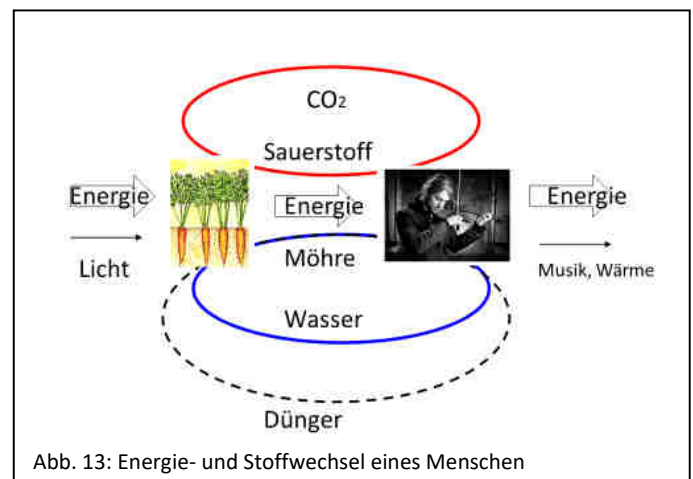 CO₂
Sauerstoff
Energie
Energie
Energie
Licht
Möhre
Musik, Wärme
Wasser
Dünger
Abb. 13: Energie- und Stoffwechsel eines Menschen